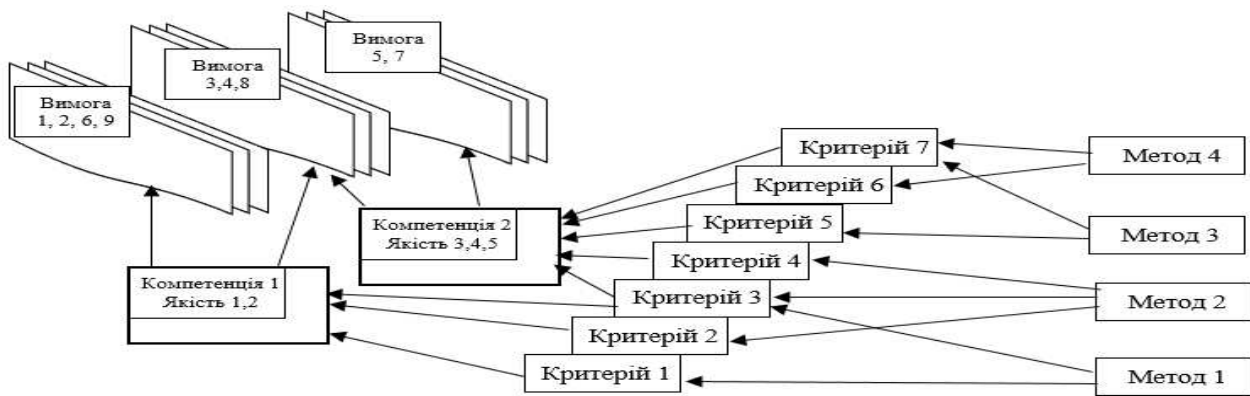 Вимога
5, 7
Вимога
3,4,8
Вимога
1, 2, 6, 9
Критерій 7
Метод 4
Критерій 6
Критерій 5
Метод 3
Компетенція 2
Якість 3,4,5
Критерій 4
Компетенція 1
Якість 1,2
Критерій 3
Метод 2
Критерій 2
Критерій 1
Метод 1